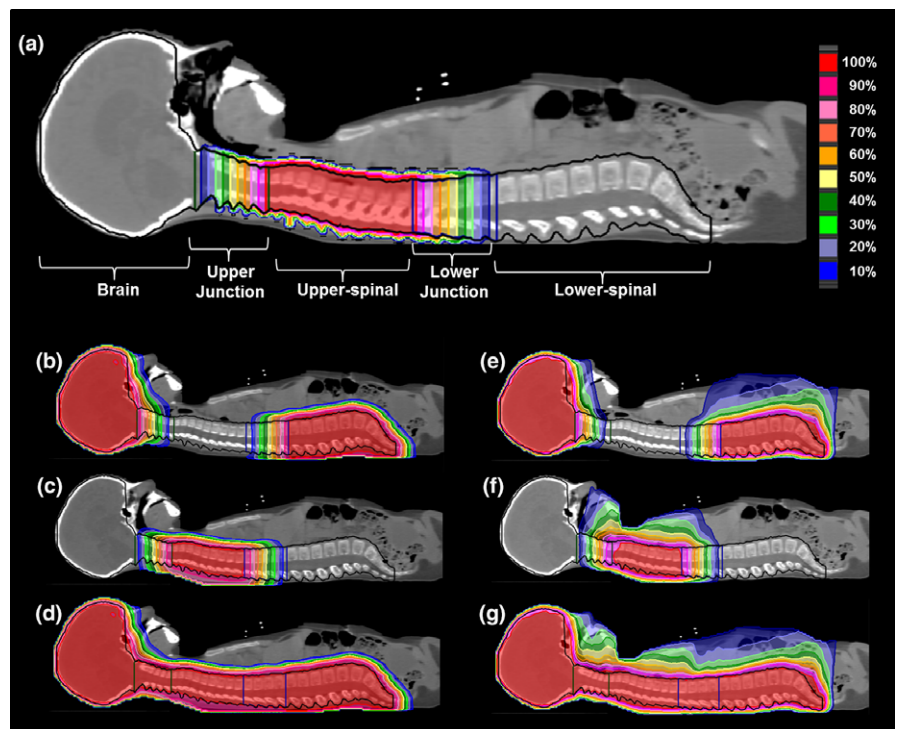 (a)
100%
90%
80%
70%
60%
50%
40%
30%
20%
10%
Brain
Upper
Junction
Upper-spinal
Lower
Junction
Lower-spinal
(b)
(e)
(c)
(f)
(d)
(g)